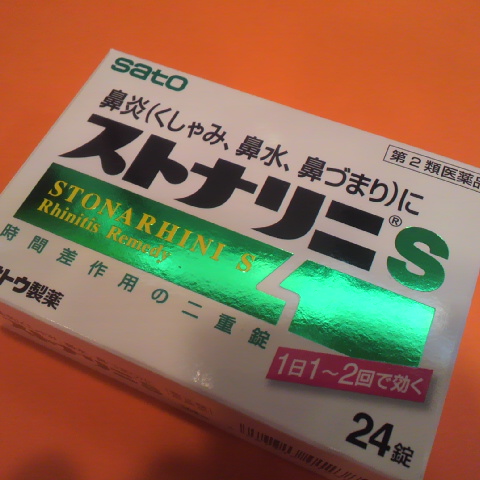 sato
鼻炎(くしゃみ、鼻水、鼻づまり)に
第2類医薬品
ストナリニ®S
STONARHINI S
Rhinitis Remedy
時間差作用の二重錠
トウ製薬
1日1~2回で効く
24錠